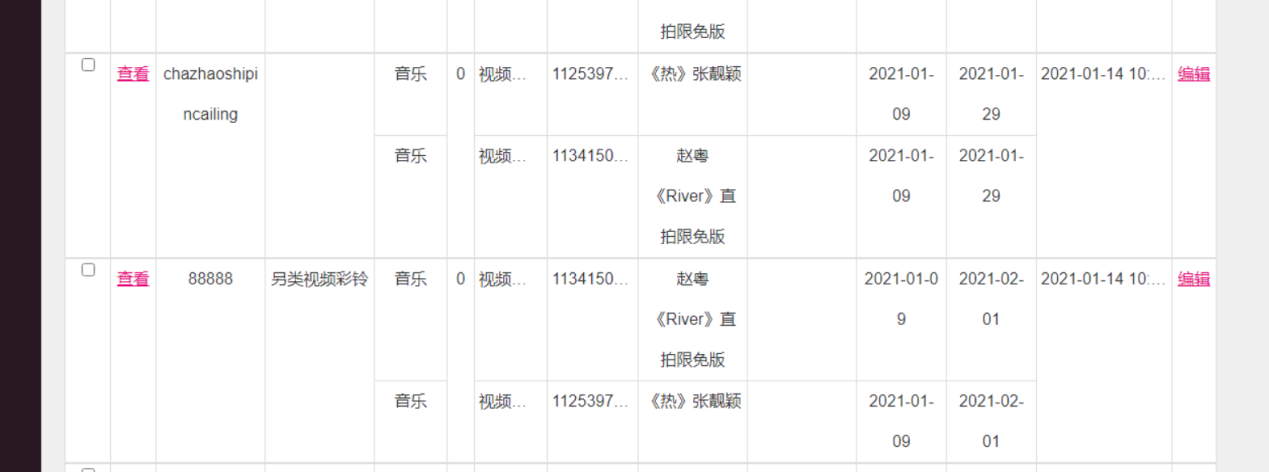 拍限免版
查看 chazhaoshipi 音乐 0 视频... 1125397... 《热》张靓颖 2021-01- 2021-01- 2021-01-14 10:... 编辑
ncailing 09 29
音乐 视频... 1134150... 赵粤 2021-01- 2021-01-
《River》直 09 29
拍限免版
查看 88888 另类视频彩铃 音乐 0 视频... 1134150... 赵粤 2021-01-0 2021-02- 2021-01-14 10:... 编辑
《River》直 9 01
拍限免版
音乐 视频... 1125397... 《热》张靓颖 2021-01- 2021-02-
09 01